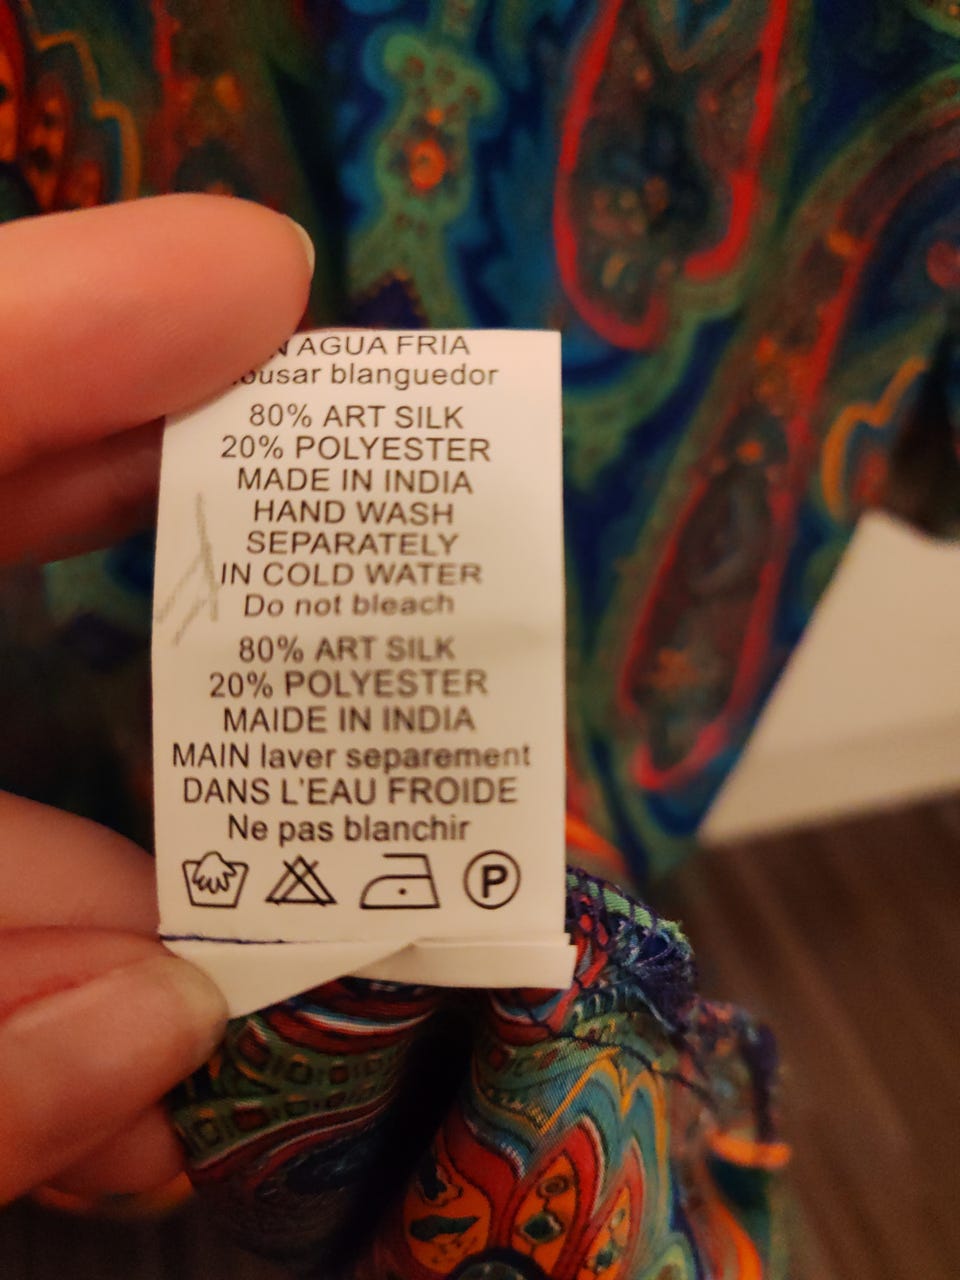 AGUA FRIA
blanguedor
80% ART SILK
20% POLYESTER
MADE IN INDIA
HAND WASH
SEPARATELY
IN COLD WATER
Do not bleach
80% ART SILK
20% POLYESTER
MAIDE IN INDIA
MAIN laver separement
DANS L'EAU FROIDE
Ne pas blanchir
P